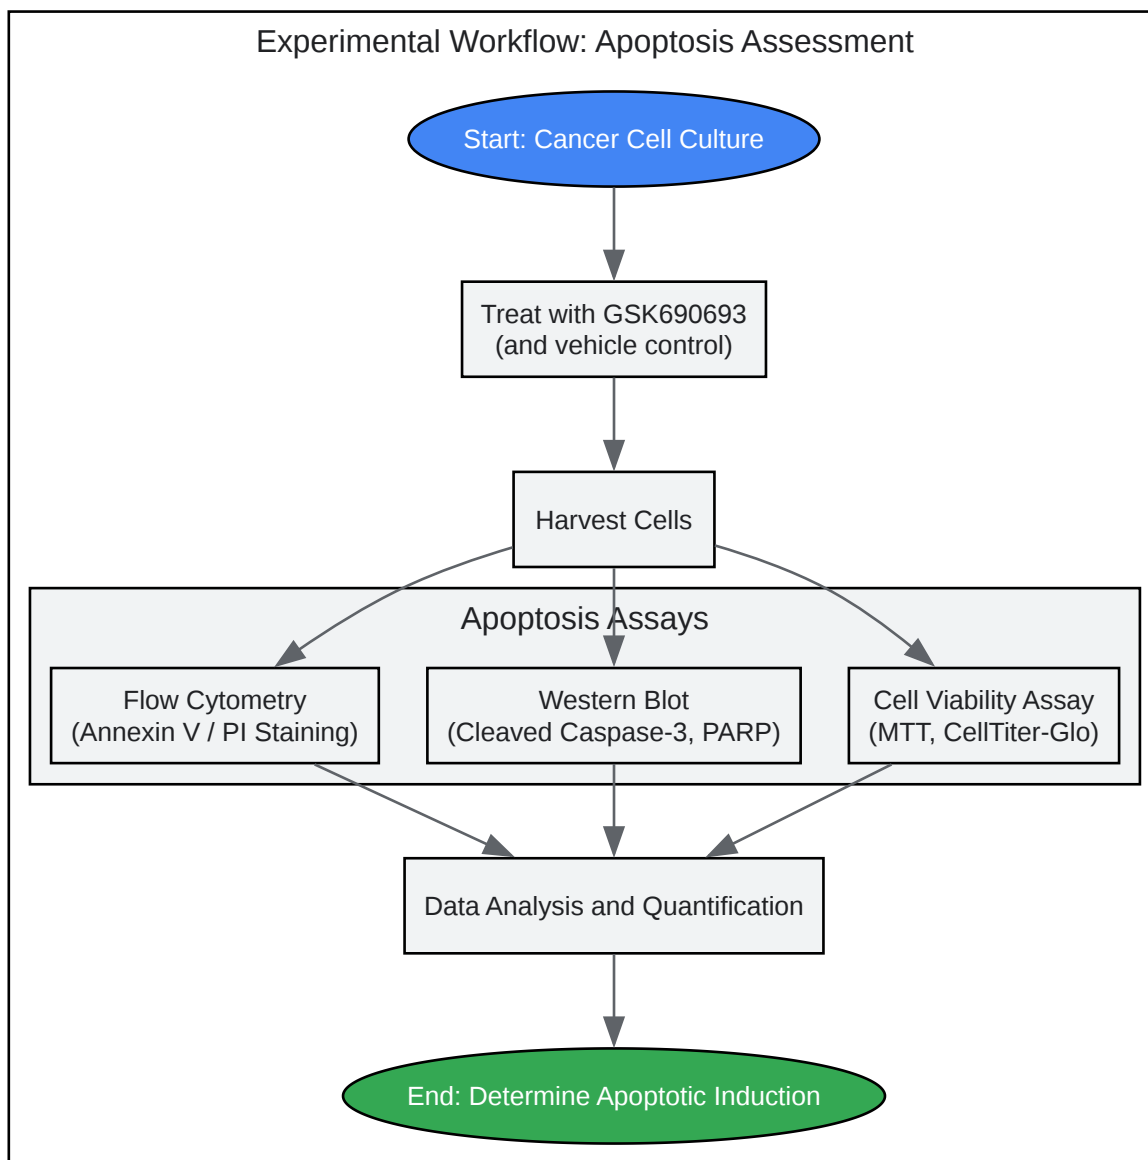 Experimental Workflow: Apoptosis Assessment
Start: Cancer Cell Culture
Treat with GSK690693
(and vehicle control)
Harvest Cells
Apoptosis Assays
Flow Cytometry
(Annexin V / PI Staining)
Western Blot
(Cleaved Caspase-3, PARP)
Cell Viability Assay
(MTT, CellTiter-Glo)
Data Analysis and Quantification
End: Determine Apoptotic Induction